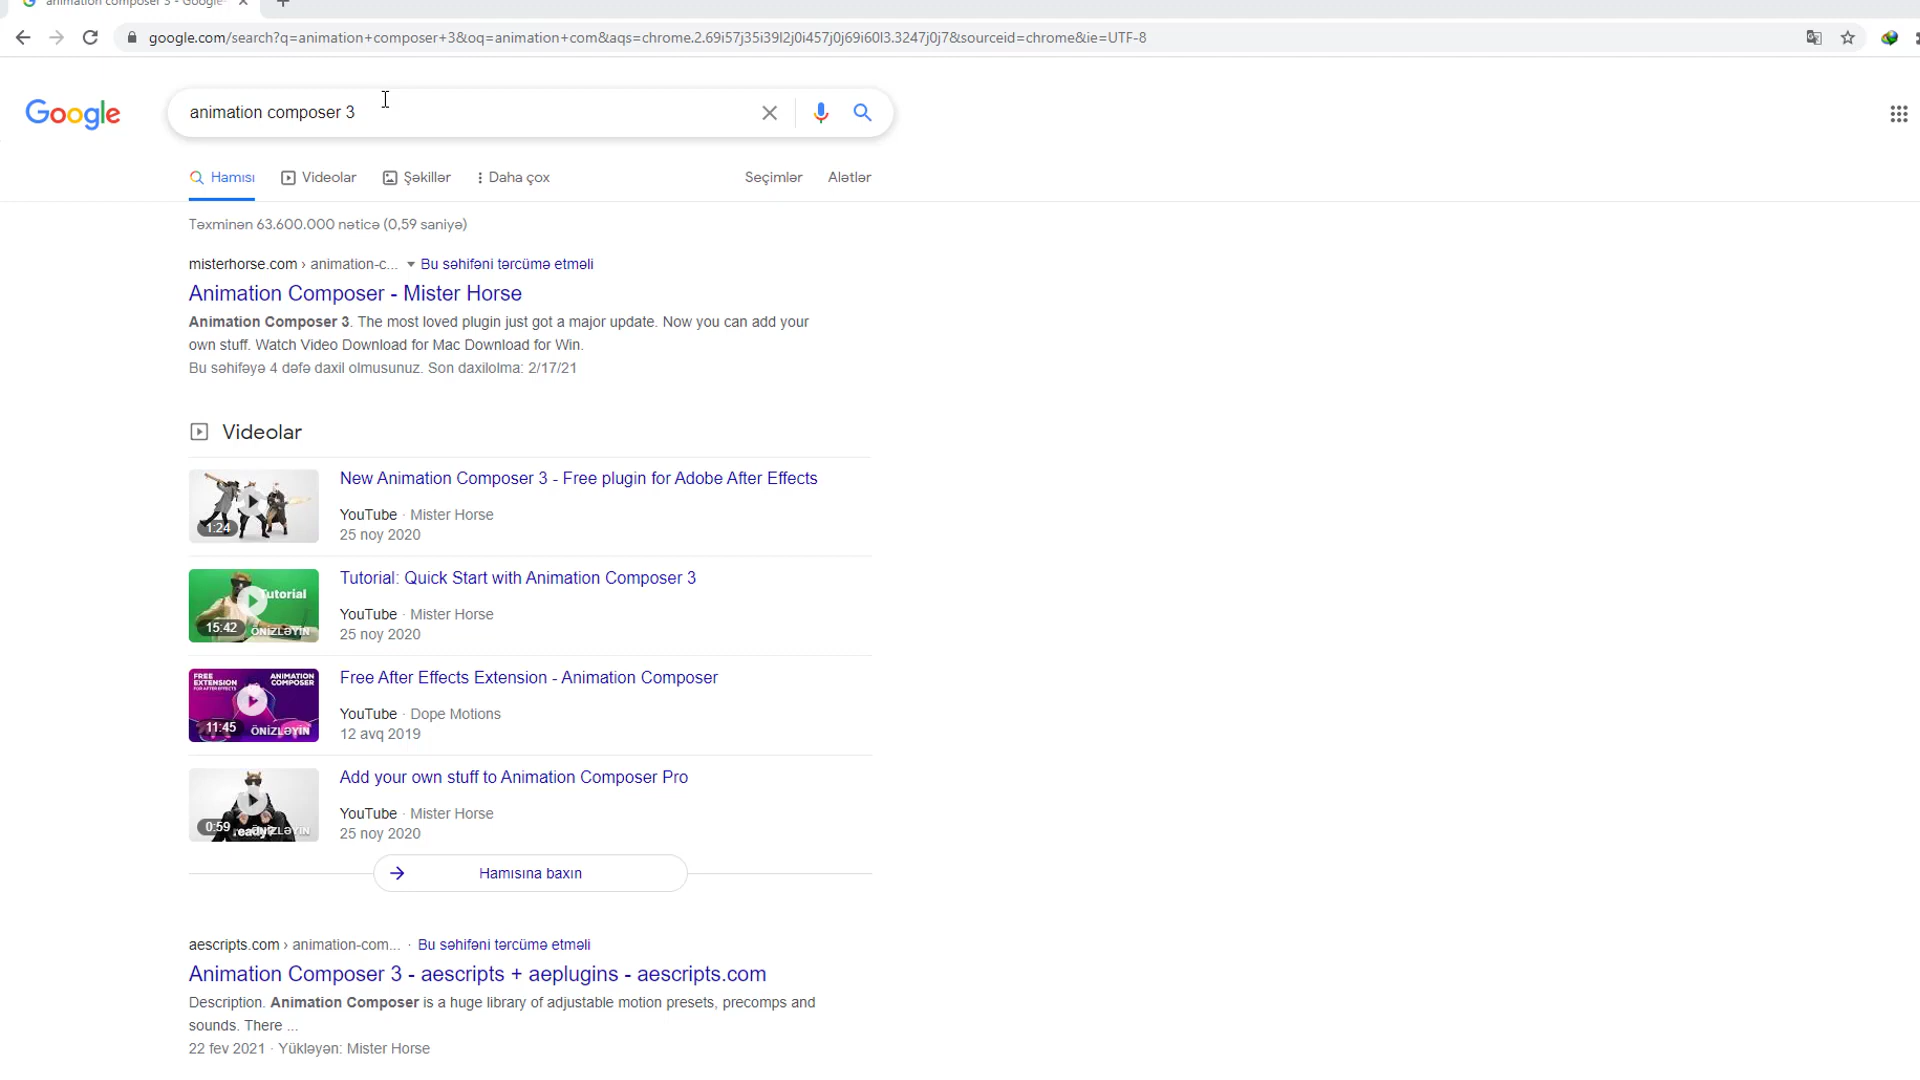 animation composer 3 - Google
google.com/search?q=animation+composer+3&oq=animation+com&aqs=chrome.2.69i57j35i39l2j0i457j0j69i60l3.3247j0j7&sourceid=chrome&ie=UTF-8
Google
animation composer 3
Hamısı Videolar Şəkillər Daha çox Seçimlər Alətlər
Təxminən 63.600.000 nəticə (0,59 saniyə)
misterhorse.com › animation-c... Bu səhifəni tərcümə etməli
Animation Composer - Mister Horse
Animation Composer 3. The most loved plugin just got a major update. Now you can add your
own stuff. Watch Video Download for Mac Download for Win.
Bu səhifəyə 4 dəfə daxil olmusunuz. Son daxilolma: 2/17/21
Videolar
1:24
New Animation Composer 3 - Free plugin for Adobe After Effects
YouTube · Mister Horse
25 noy 2020
Tutorial
15:42 ÖNİZLƏYİN
Tutorial: Quick Start with Animation Composer 3
YouTube · Mister Horse
25 noy 2020
FREE EXTENSION FOR AFTER EFFECTS
ANIMATION COMPOSER
11:45 ÖNİZLƏYİN
Free After Effects Extension - Animation Composer
YouTube · Dope Motions
12 avq 2019
0:59 ready? ÖNİZLƏYİN
Add your own stuff to Animation Composer Pro
YouTube · Mister Horse
25 noy 2020
Hamısına baxın
aescripts.com › animation-com... · Bu səhifəni tərcümə etməli
Animation Composer 3 - aescripts + aeplugins - aescripts.com
Description. Animation Composer is a huge library of adjustable motion presets, precomps and
sounds. There ...
22 fev 2021 · Yükləyən: Mister Horse